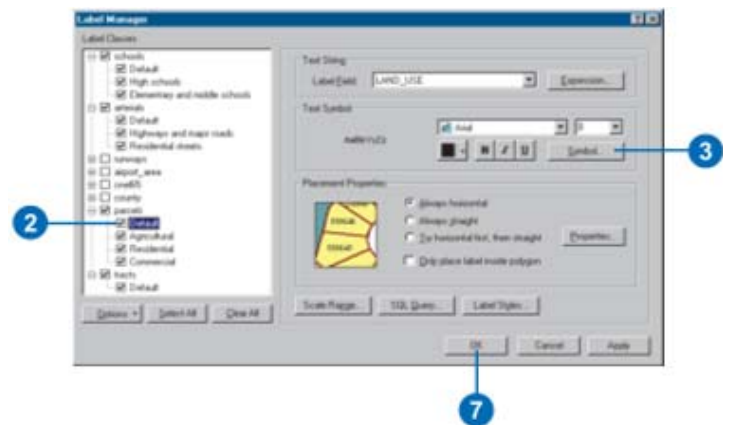 Label Manager
Label Classes
schools
Default
High schools
Elementary and middle schools
arterials
Default
Highways and major roads
Residential streets
runways
airport_area
county
parcels
Default
Agricultural
Residential
Commercial
tracts
Default
Options
Select All
Clear All
Text String
Label Field:
LAND_USE
Expression...
Text Symbol
AaBbYyZz
Arial
8
B I U
Symbol...
Placement Properties
Always horizontal
Always straight
Try horizontal first, then straight
Only place label inside polygon
Properties...
Scale Range...
SQL Query...
Label Styles...
OK
Cancel
Apply
2
3
7